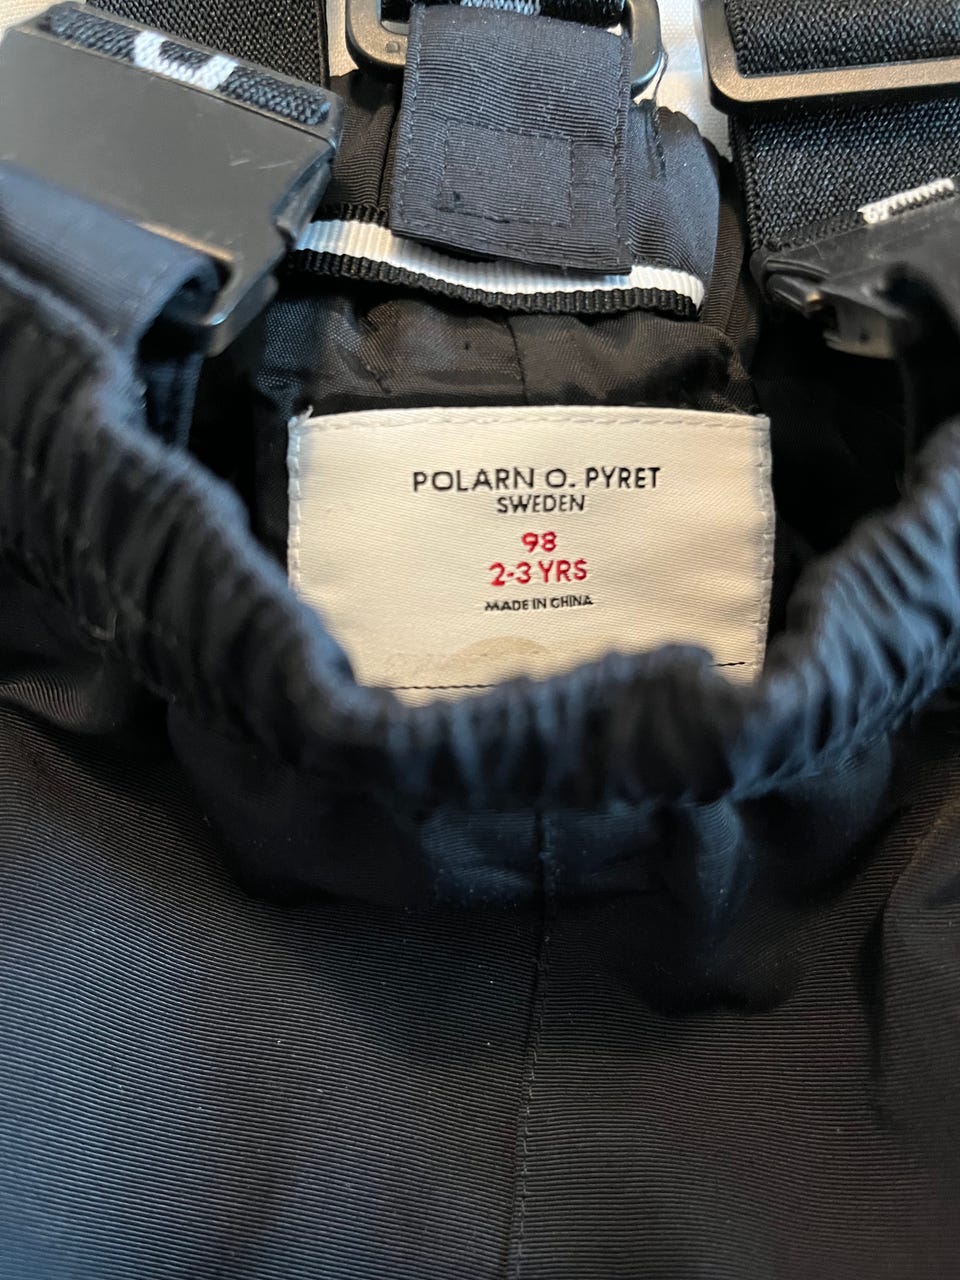 POLARN O. PYRET
SWEDEN
98
2-3 YRS
MADE IN CHINA